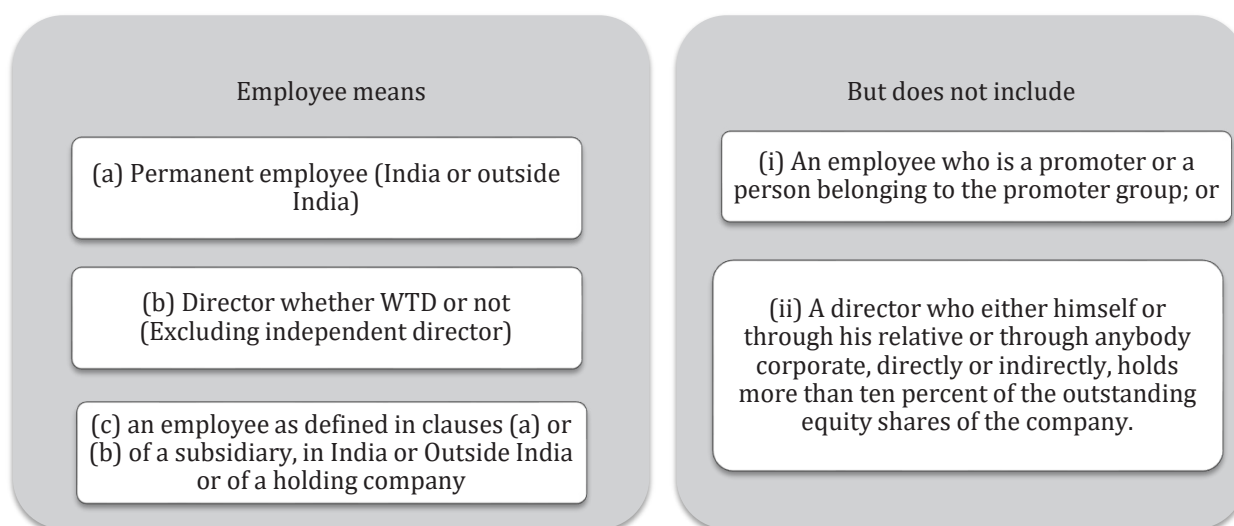 Employee means
(a) Permanent employee (India or outside
India)
(b) Director whether WTD or not
(Excluding independent director)
(c) an employee as defined in clauses (a) or
(b) of a subsidiary, in India or Outside India
or of a holding company
But does not include
(i) An employee who is a promoter or a
person belonging to the promoter group; or
(ii) A director who either himself or
through his relative or through anybody
corporate, directly or indirectly, holds
more than ten percent of the outstanding
equity shares of the company.